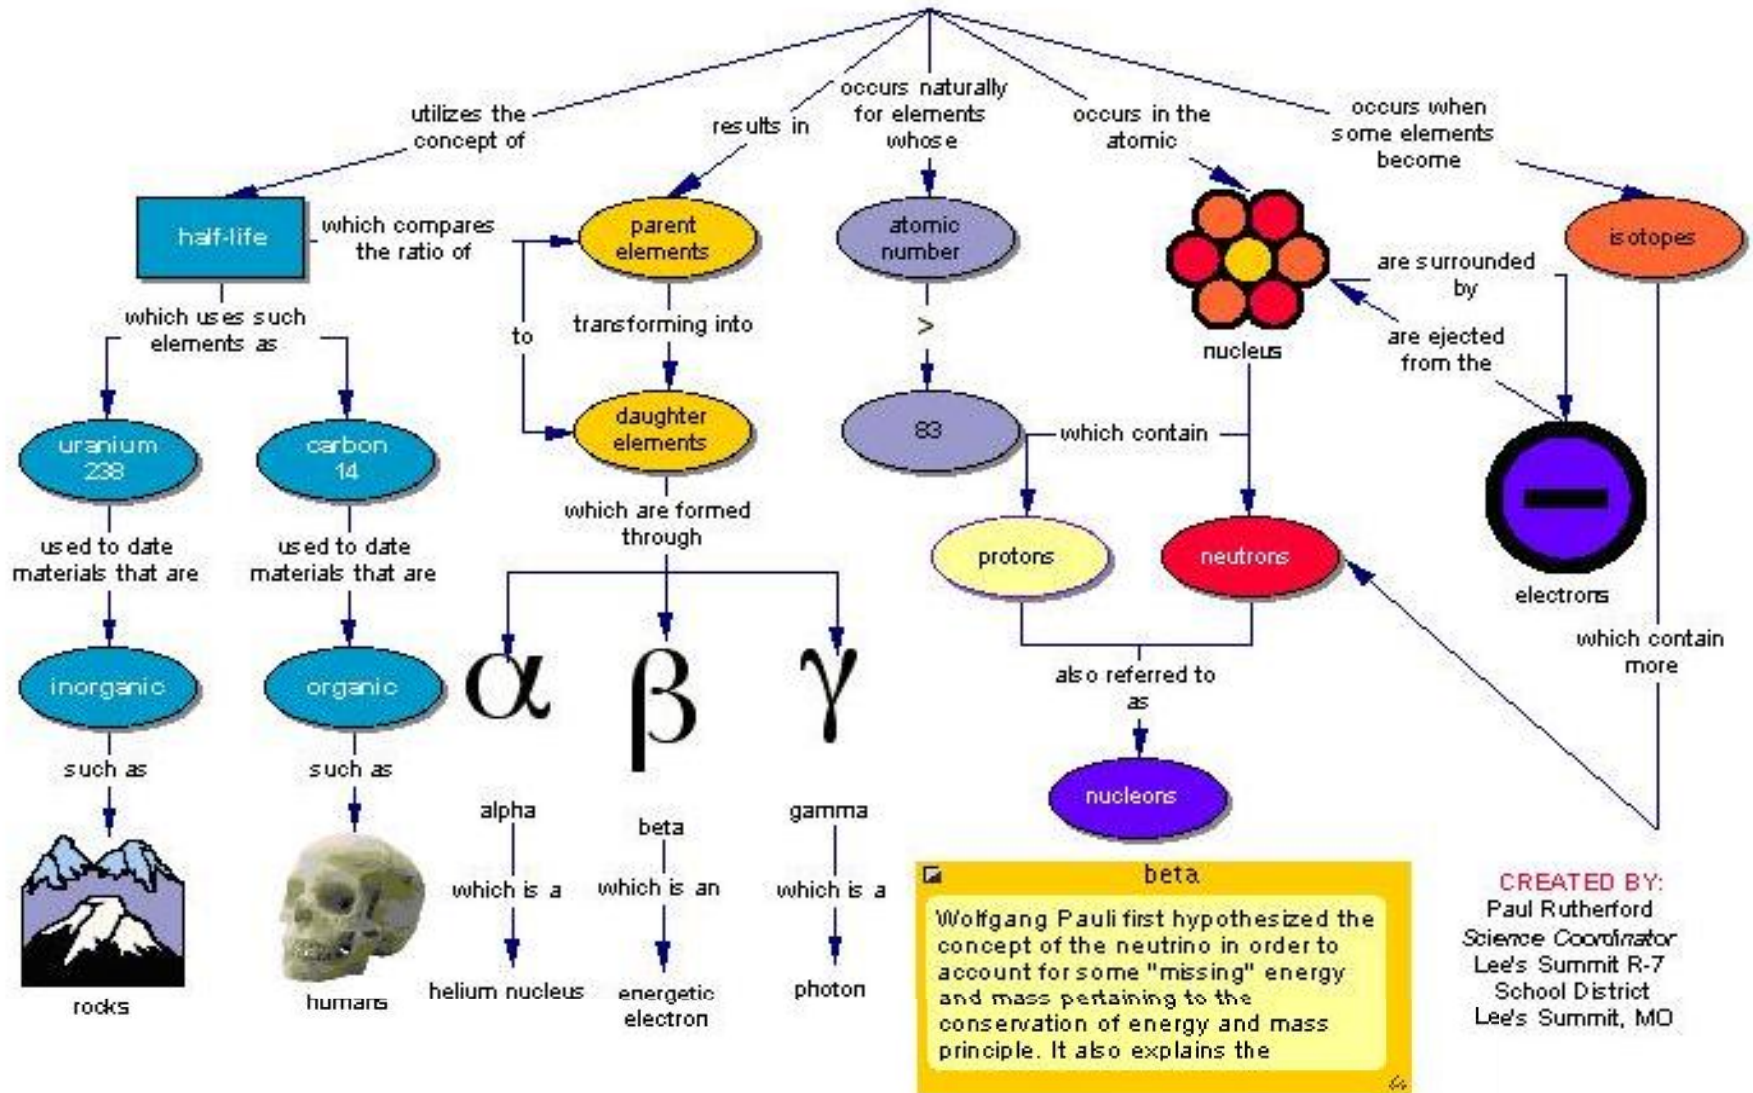 utilizes the
concept of
results in
occurs naturally
for elements
whose
occurs in the
atomic
occurs when
some elements
become
half-life
which compares
the ratio of
to
parent
elements
atomic
number
nucleus
isotopes
are surrounded
by
are ejected
from the
which uses such
elements as
transforming into
>
uranium
238
carbon
14
daughter
elements
83
which contain
electrons
used to date
materials that are
used to date
materials that are
which are formed
through
protons
neutrons
which contain
more
inorganic
organic
α
β
γ
also referred to
as
such as
such as
alpha
beta
gamma
nucleons
which is a
which is an
which is a
rocks
humans
helium nucleus
energetic
electron
photon
beta
Wolfgang Pauli first hypothesized the
concept of the neutrino in order to
account for some "missing" energy
and mass pertaining to the
conservation of energy and mass
principle. It also explains the
CREATED BY:
Paul Rutherford
Science Coordinator
Lee's Summit R-7
School District
Lee's Summit, MO